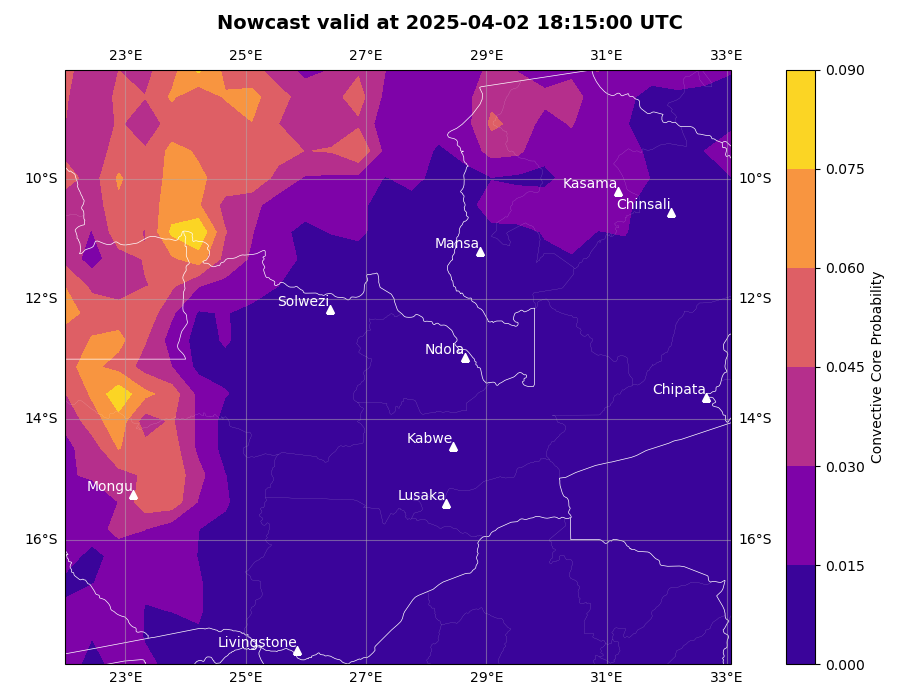 Nowcast valid at 2025-04-02 18:15:00 UTC
23°E 25°E 27°E 29°E 31°E 33°E
0.090
0.075
10°S Kasama 10°S
Chinsali
Mansa
0.060
12°S Solwezi 12°S
Ndola
0.045
Chipata
14°S 14°S
Kabwe
0.030
Mongu Lusaka
16°S 16°S
0.015
Livingstone
0.000
23°E 25°E 27°E 29°E 31°E 33°E
Convective Core Probability